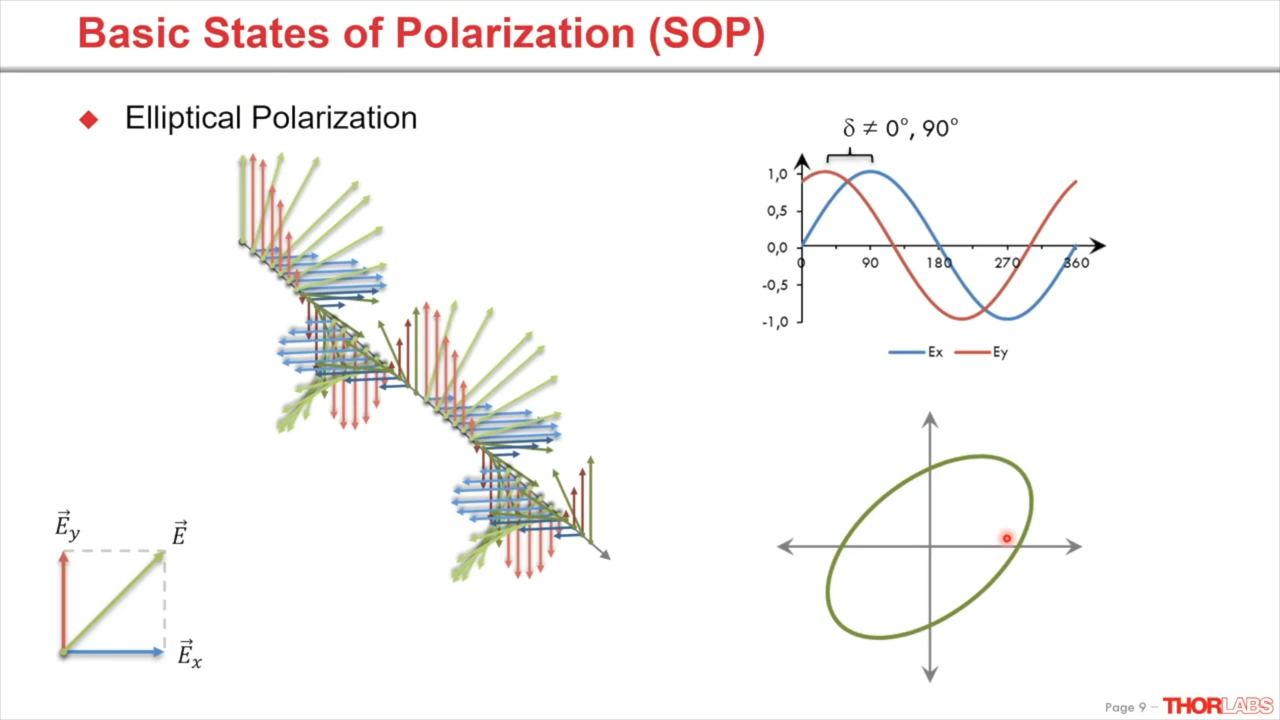 Basic States of Polarization (SOP)
Elliptical Polarization
δ ≠ 0°, 90°
1,0
0,5
0,0
-0,5
-1,0
0 90 180 270 360
Ex Ey
E⃗y
E⃗
E⃗x
Page 9 – THORLABS